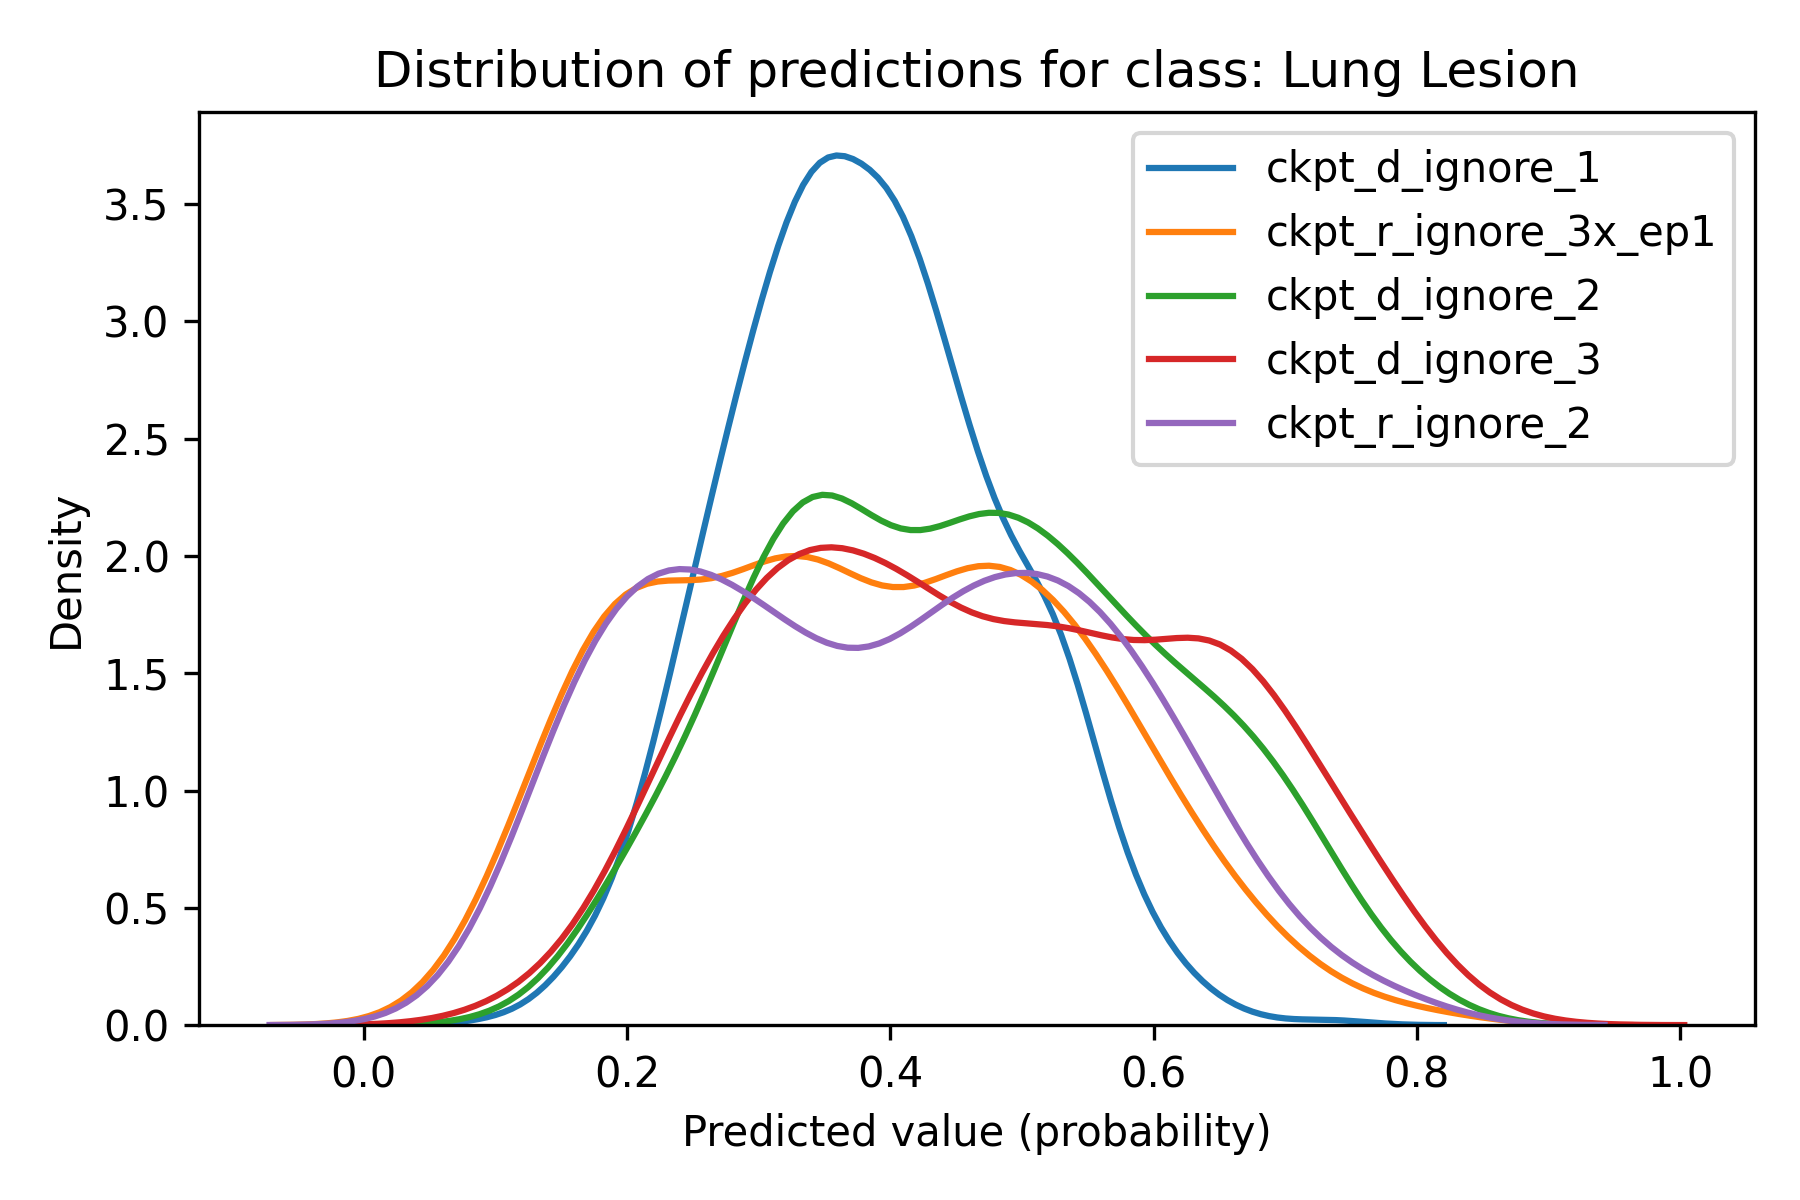 Distribution of predictions for class: Lung Lesion
ckpt_d_ignore_1
ckpt_r_ignore_3x_ep1
ckpt_d_ignore_2
ckpt_d_ignore_3
ckpt_r_ignore_2
Density
3.5
3.0
2.5
2.0
1.5
1.0
0.5
0.0
0.0 0.2 0.4 0.6 0.8 1.0
Predicted value (probability)